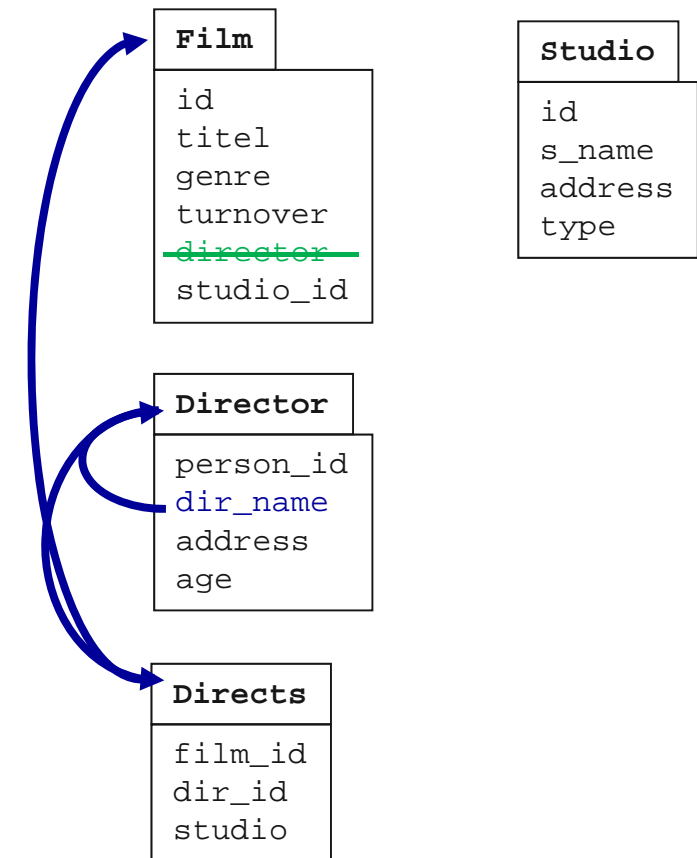 Film
id
titel
genre
turnover
director
studio_id
Studio
id
s_name
address
type
Director
person_id
dir_name
address
age
Directs
film_id
dir_id
studio